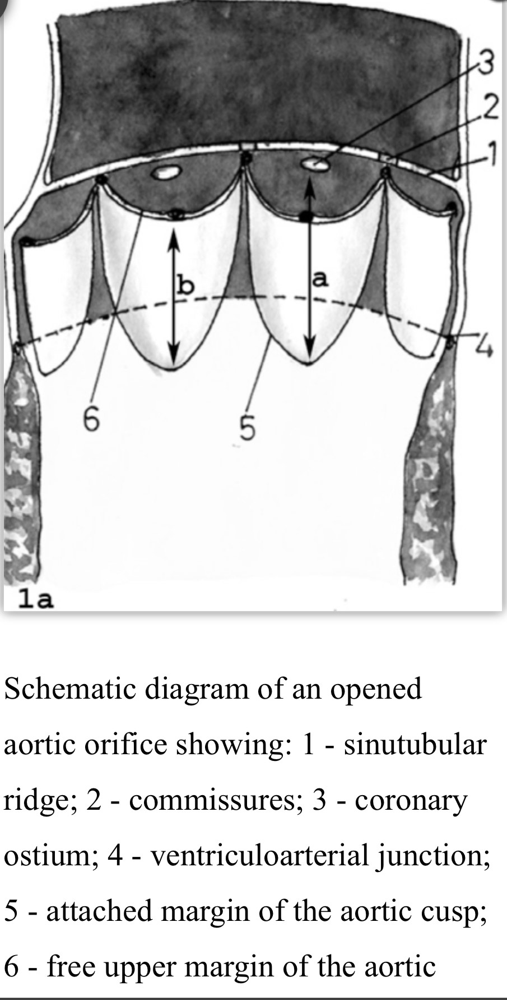 3
2
1
b
a
4
6
5
1a
Schematic diagram of an opened
aortic orifice showing: 1 - sinutubular
ridge; 2 - commissures; 3 - coronary
ostium; 4 - ventriculoarterial junction;
5 - attached margin of the aortic cusp;
6 - free upper margin of the aortic